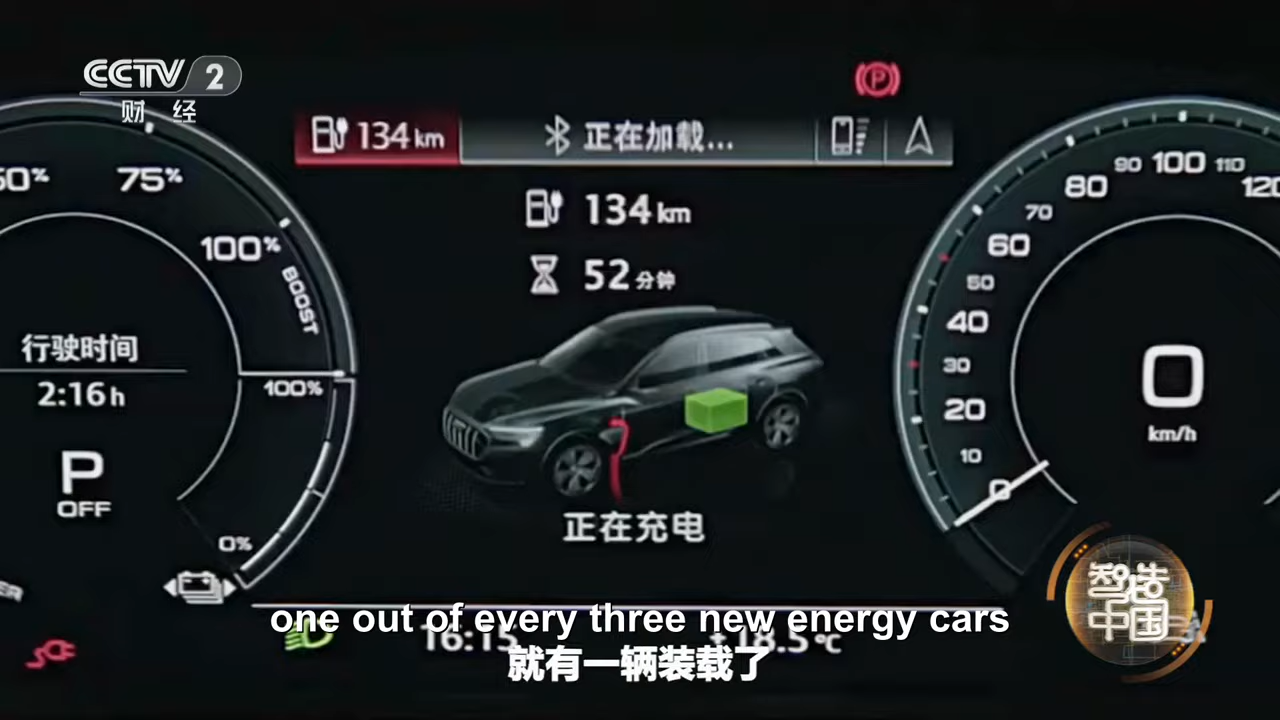 CCTV 2
财 经
134 km
正在加载...
134 km
52 分钟
75%
100%
BOOST
行驶时间
2:16 h
100%
P
OFF
0%
正在充电
120
110
100
90
80
70
60
50
40
30
20
10
0
0
km/h
智造
中国
one out of every three new energy cars
16:15
+18.5 °C
就有一辆装载了